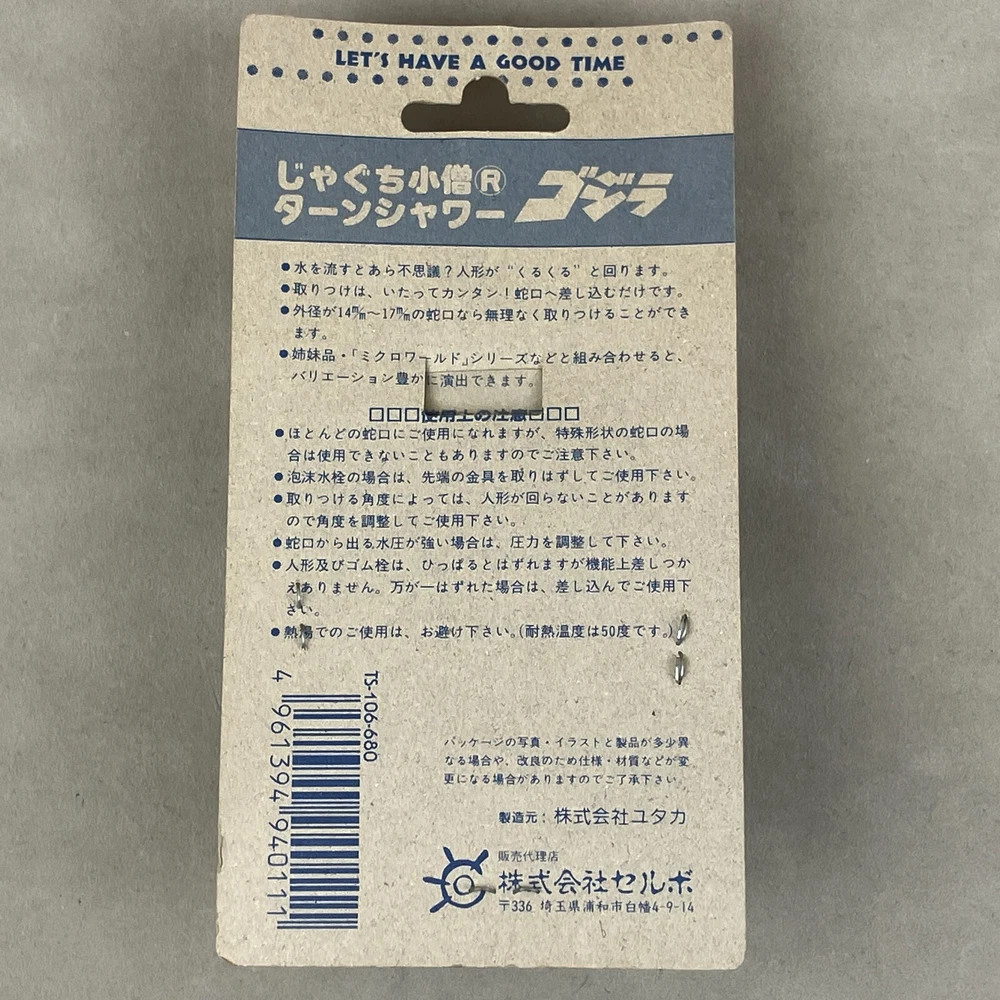 LET'S HAVE A GOOD TIME
じゃぐち小僧®
ターンシャワー ゴジラ
●水を流すとあら不思議?人形が“くるくる”と回ります。
●取りつけは、いたってカンタン!蛇口へ差し込むだけです。
●外径が14㎜〜17㎜の蛇口なら無理なく取りつけることができ
ます。
●姉妹品・「ミクロワールド」シリーズなどと組み合わせると、
バリエーション豊かに演出できます。
□□□使用上の注意□□□
●ほとんどの蛇口にご使用になれますが、特殊形状の蛇口の場
合は使用できないこともありますのでご注意下さい。
●泡沫水栓の場合は、先端の金具を取りはずしてご使用下さい。
●取りつける角度によっては、人形が回らないことがあります
ので角度を調整してご使用下さい。
●蛇口から出る水圧が強い場合は、圧力を調整して下さい。
●人形及びゴム栓は、ひっぱるとはずれますが機能上差しつか
えありません。万が一はずれた場合は、差し込んでご使用下
さい。
●熱湯でのご使用は、お避け下さい。(耐熱温度は50度です。)
TS-106-680
4 961394 940111
パッケージの写真・イラストと製品が多少異
なる場合や、改良のため仕様・材質などが変
更になる場合がありますのでご了承下さい。
製造元:株式会社ユタカ
販売代理店
株式会社セルボ
〒336 埼玉県浦和市白幡4-9-14